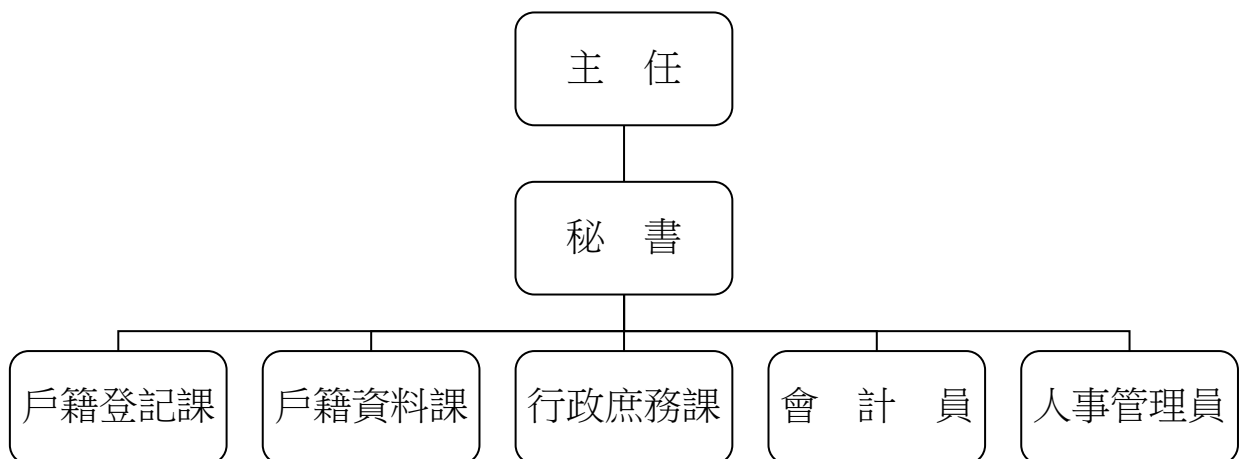 主　任
秘　書
戶籍登記課
戶籍資料課
行政庶務課
會　計　員
人事管理員